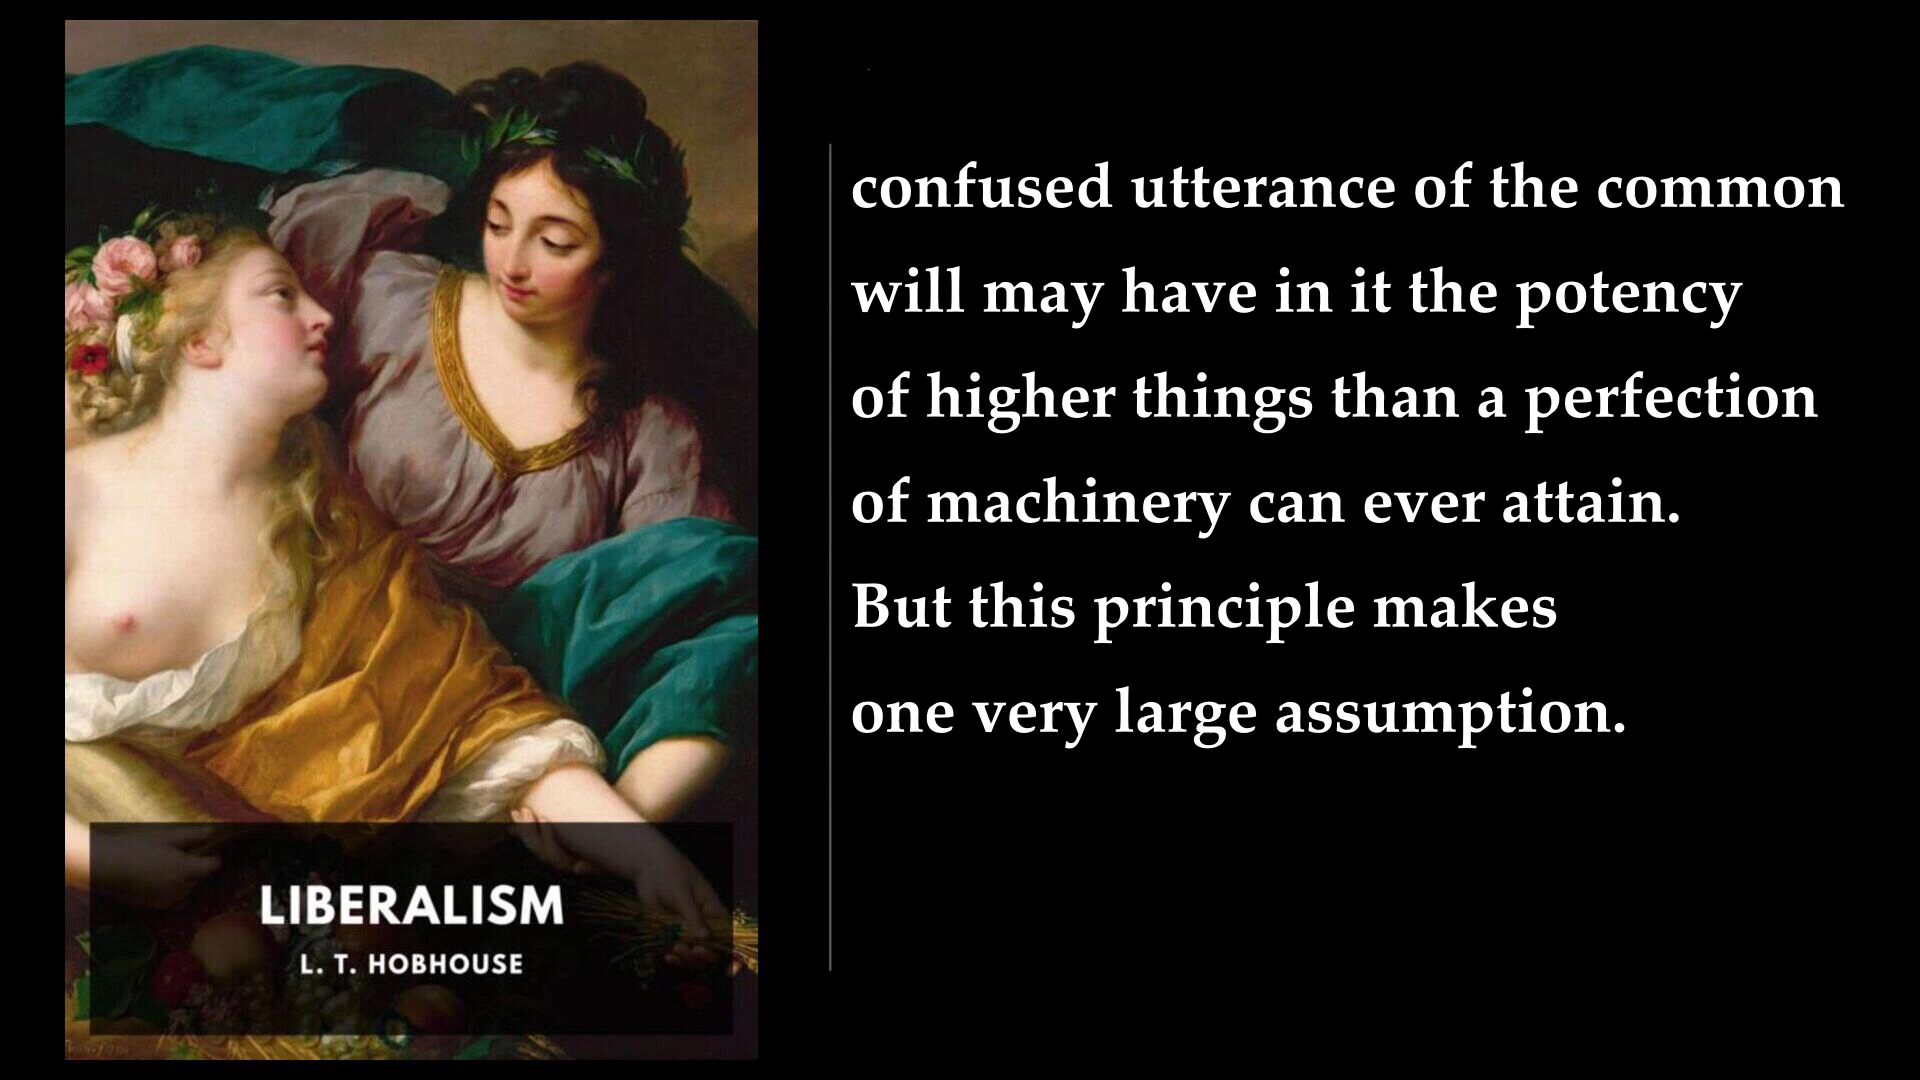 confused utterance of the common
will may have in it the potency
of higher things than a perfection
of machinery can ever attain.
But this principle makes
one very large assumption.
LIBERALISM
L. T. HOBHOUSE